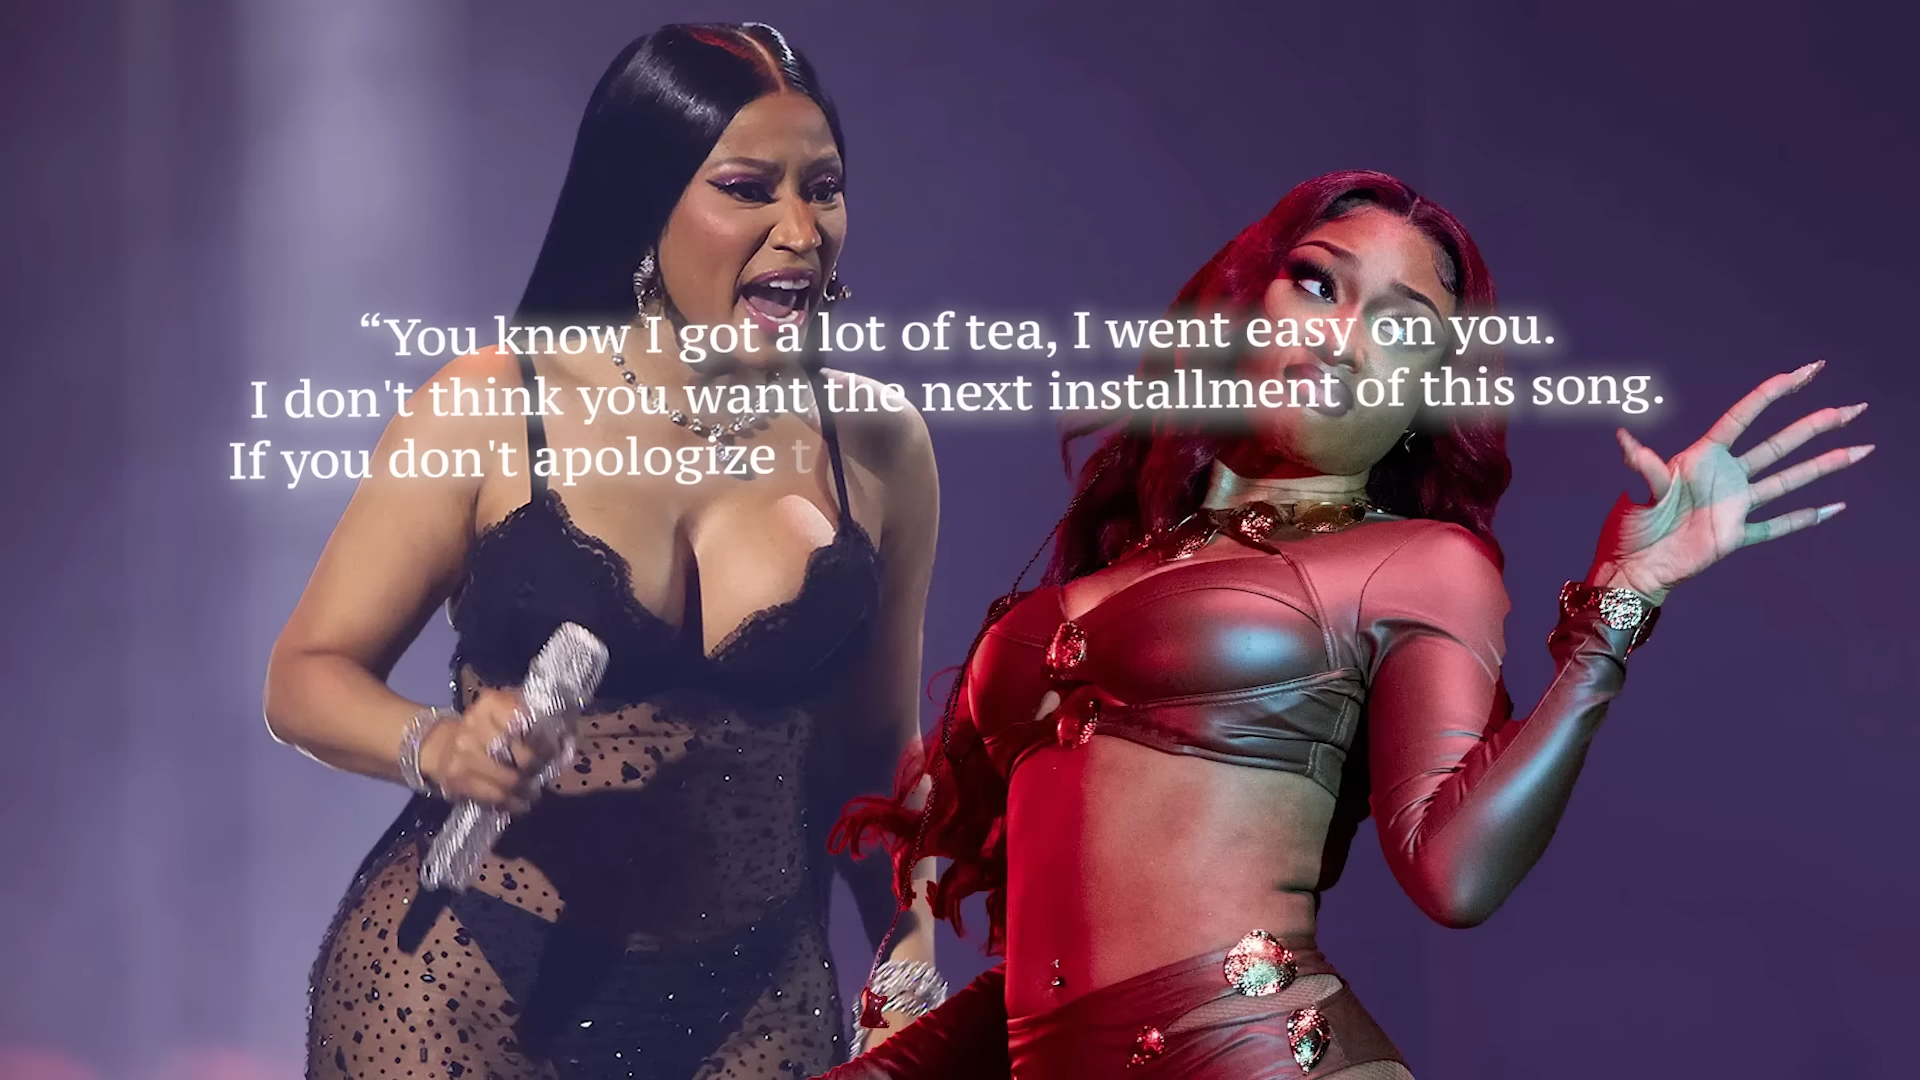 “You know I got a lot of tea, I went easy on you.
I don't think you want the next installment of this song.
If you don't apologize t